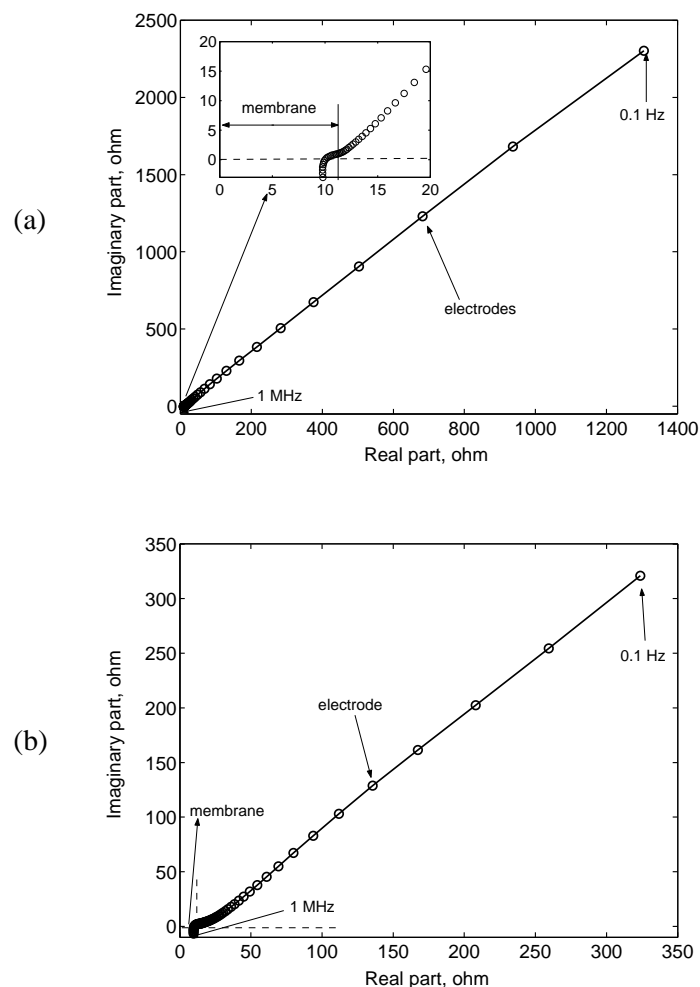 (a)
Imaginary part, ohm
2500
2000
1500
1000
500
0
20
15
10
5
0
membrane
0 5 10 15 20
0.1 Hz
electrodes
1 MHz
0 200 400 600 800 1000 1200 1400
Real part, ohm
(b)
Imaginary part, ohm
350
300
250
200
150
100
50
0
0.1 Hz
electrode
membrane
1 MHz
0 50 100 150 200 250 300 350
Real part, ohm